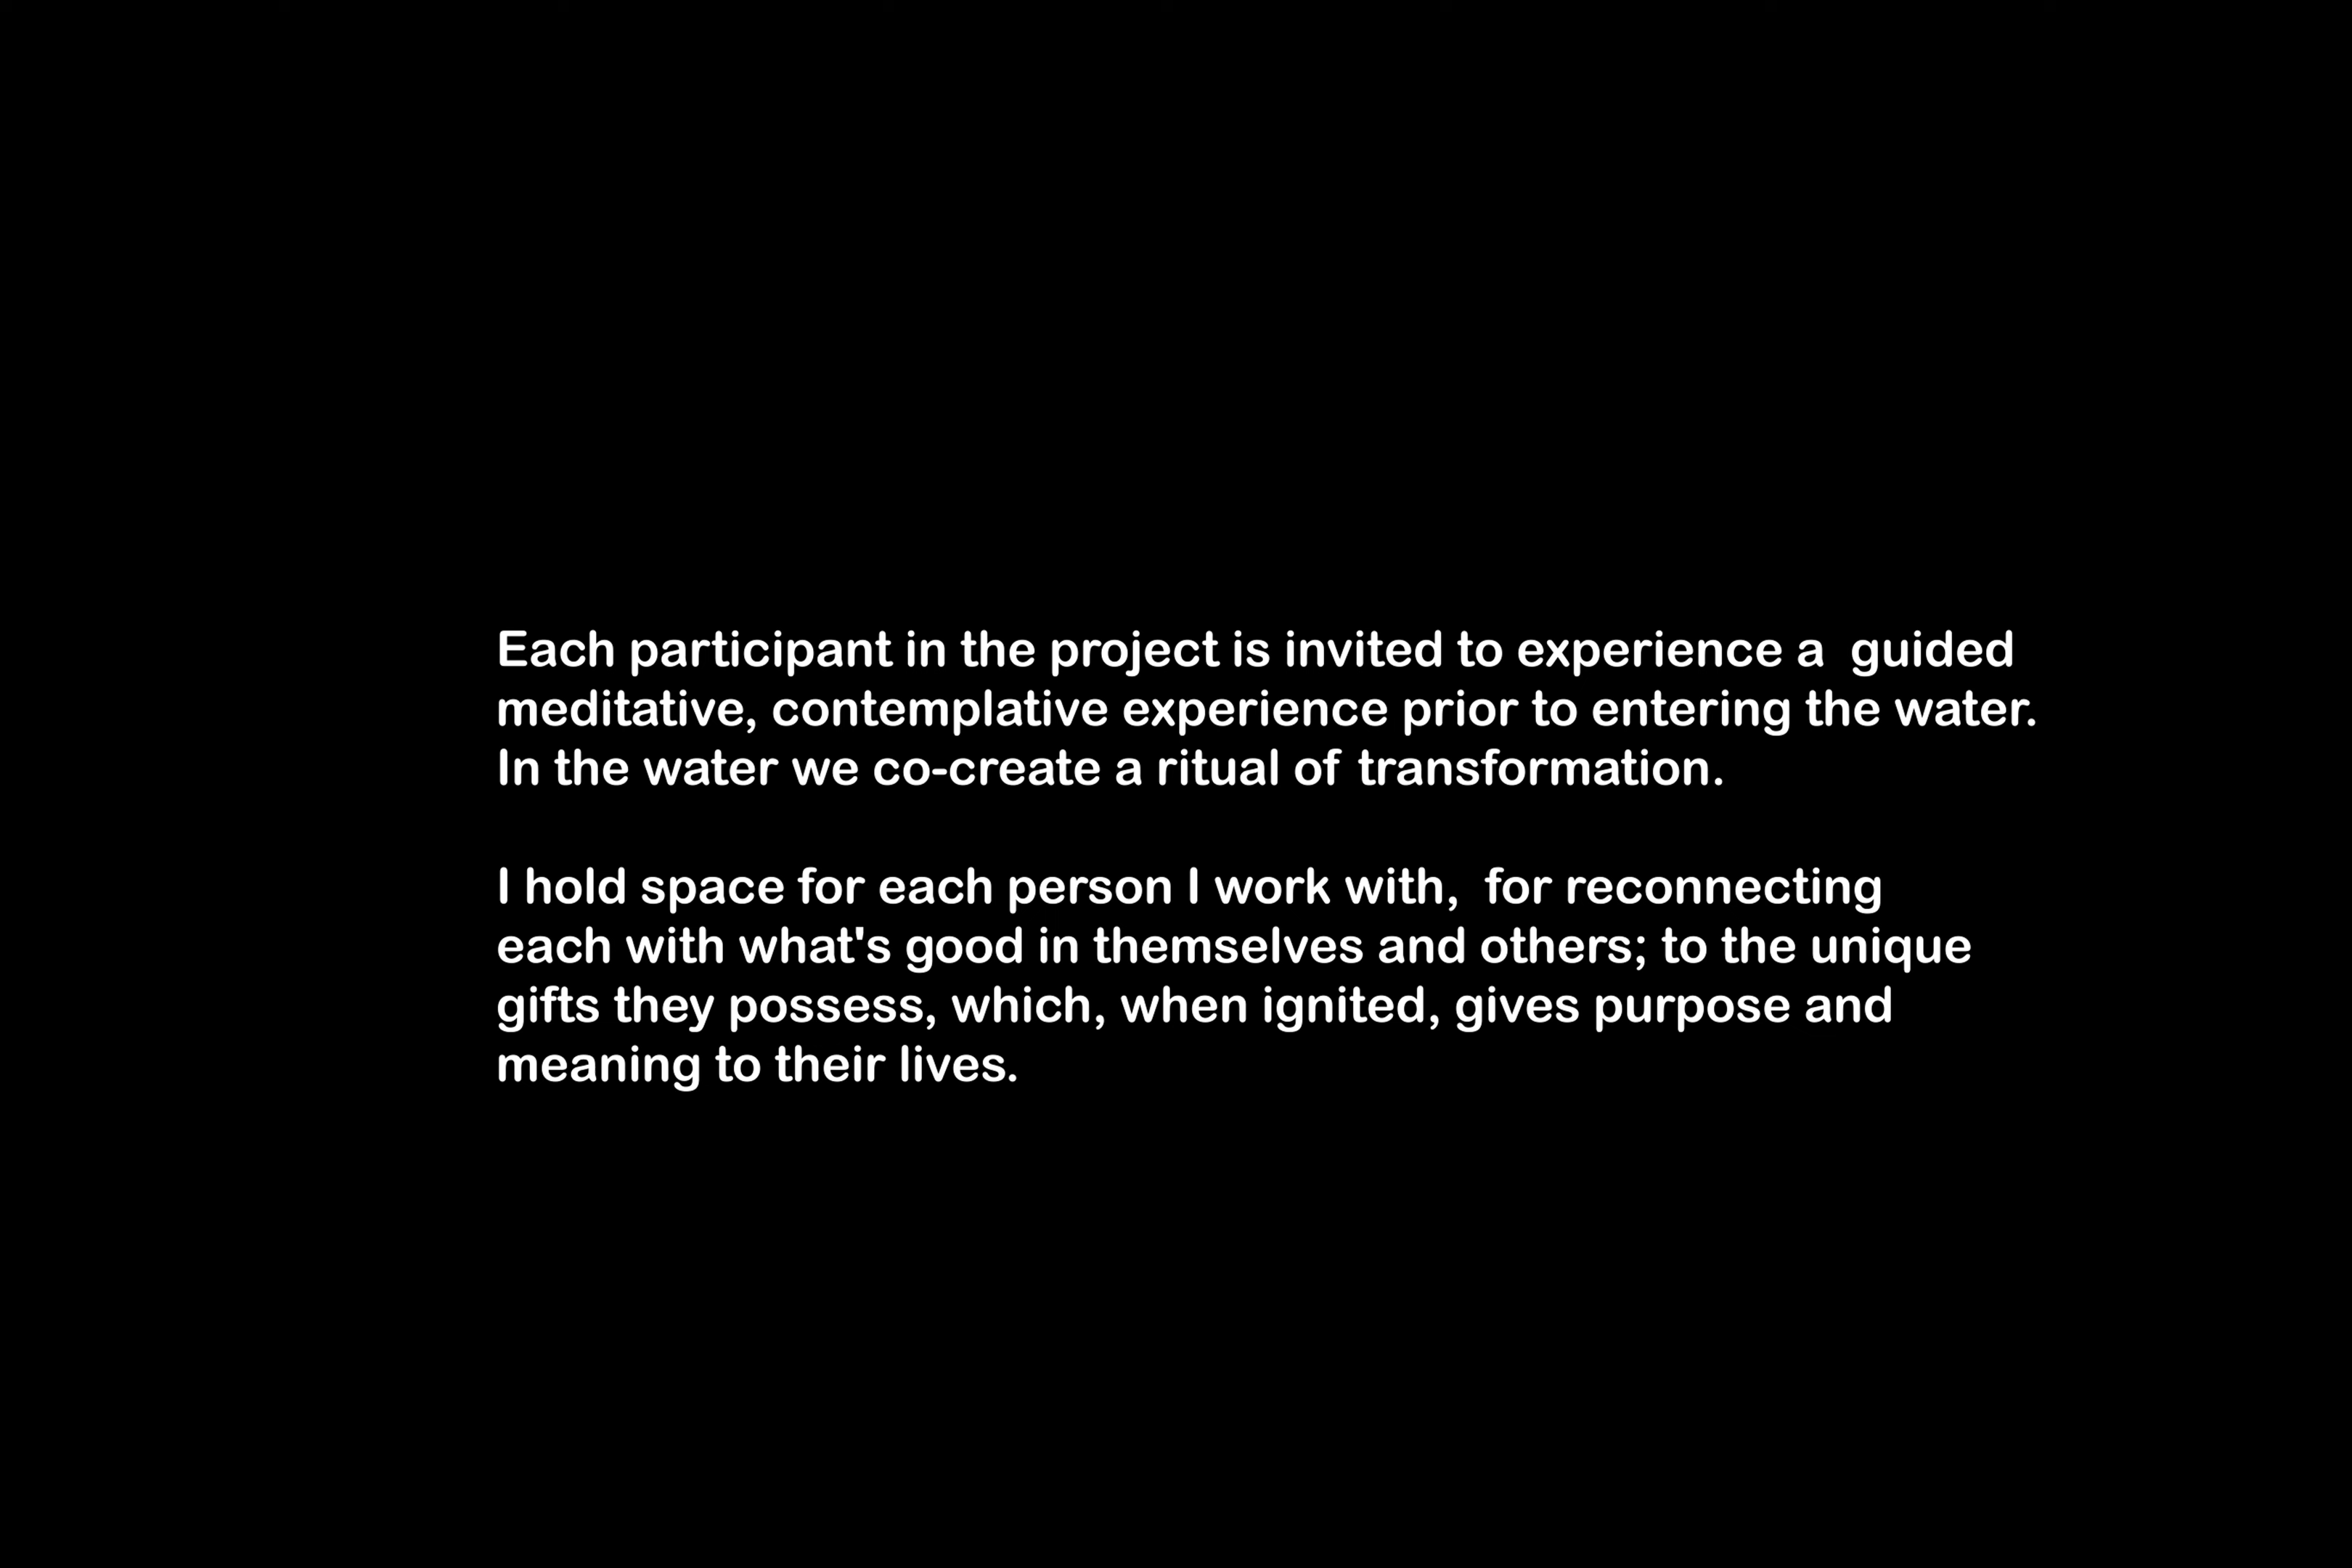 Each participant in the project is invited to experience a  guided
meditative, contemplative experience prior to entering the water.
In the water we co-create a ritual of transformation.
I hold space for each person I work with,  for reconnecting
each with what's good in themselves and others; to the unique
gifts they possess, which, when ignited, gives purpose and
meaning to their lives.